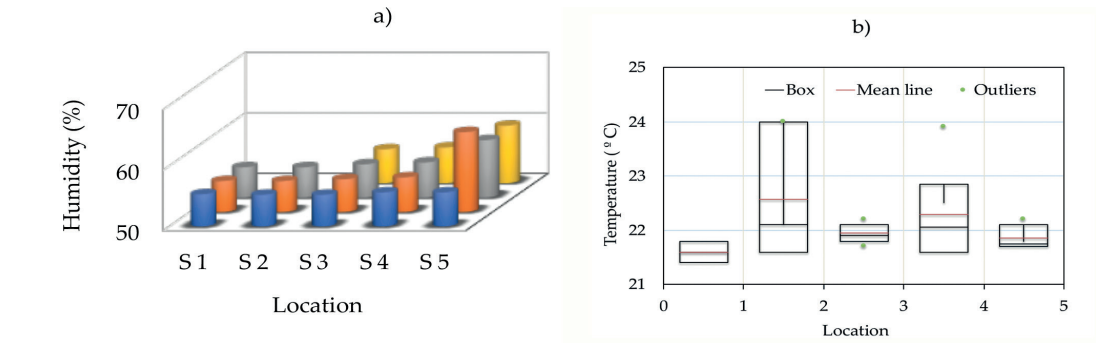 a)
Humidity (%)
70
60
50
S 1 S 2 S 3 S 4 S 5
Location
b)
Temperature ( º C)
25
24
23
22
21
Box Mean line Outliers
0 1 2 3 4 5
Location